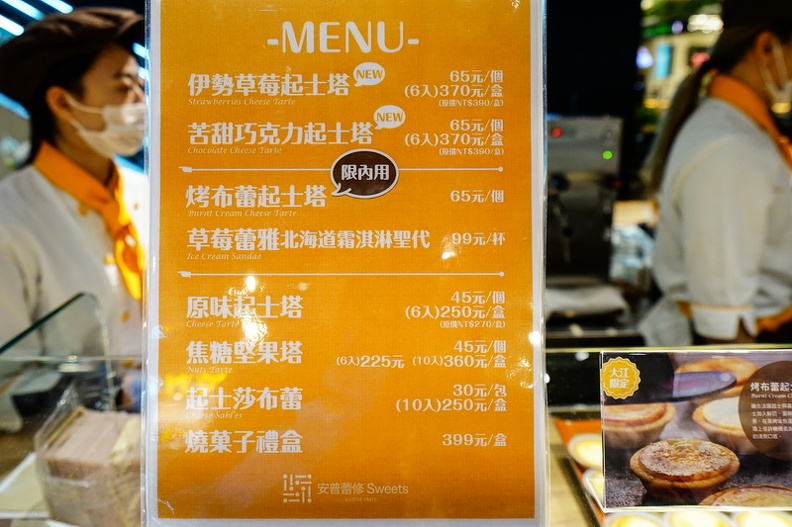 -MENU-
伊勢草莓起士塔 NEW 65元/個
Strawberries Cheese Tarte (6入)370元/盒
(原價NT$390/盒)
苦甜巧克力起士塔 NEW 65元/個
Chocolate Cheese Tarte (6入)370元/盒
(原價NT$390/盒)
限內用
烤布蕾起士塔 65元/個
Burnt Cream Cheese Tarte
草莓蕾雅北海道霜淇淋聖代 99元/杯
Ice Cream Sandae
原味起士塔 45元/個
Cheese Tarte (6入)250元/盒
(原價NT$270/盒)
焦糖堅果塔 45元/個
Nuts Tarte (6入)225元 (10入)360元/盒
起士莎布蕾 30元/包
Cheese Sables (10入)250元/盒
燒菓子禮盒 399元/盒
安普蕾修 Sweets
大江
限定
烤布蕾起士
Burnt Cream Ch